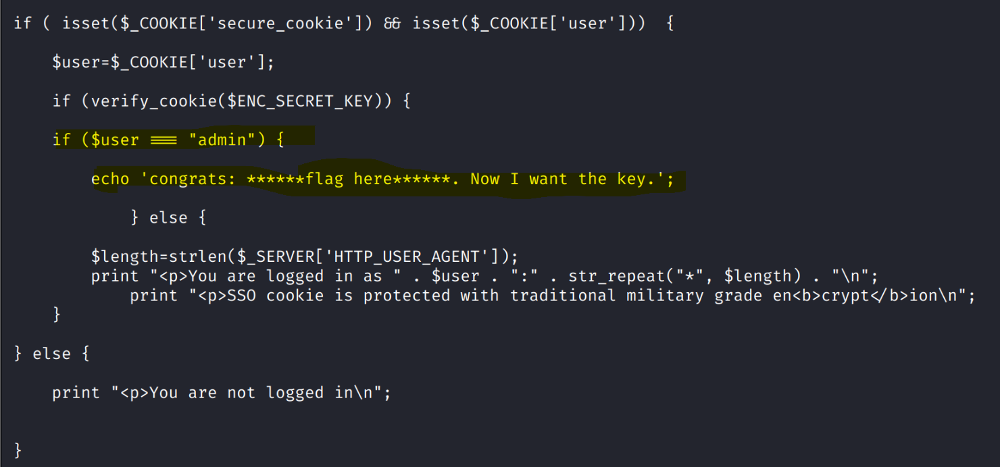 if ( isset($_COOKIE['secure_cookie']) && isset($_COOKIE['user']))  {
$user=$_COOKIE['user'];
if (verify_cookie($ENC_SECRET_KEY)) {
if ($user === "admin") {
echo 'congrats: ******flag here******. Now I want the key.';
} else {
$length=strlen($_SERVER['HTTP_USER_AGENT']);
print "<p>You are logged in as " . $user . ":" . str_repeat("*", $length) . "\n";
print "<p>SSO cookie is protected with traditional military grade en<b>crypt</b>ion\n";
}
} else {
print "<p>You are not logged in\n";
}